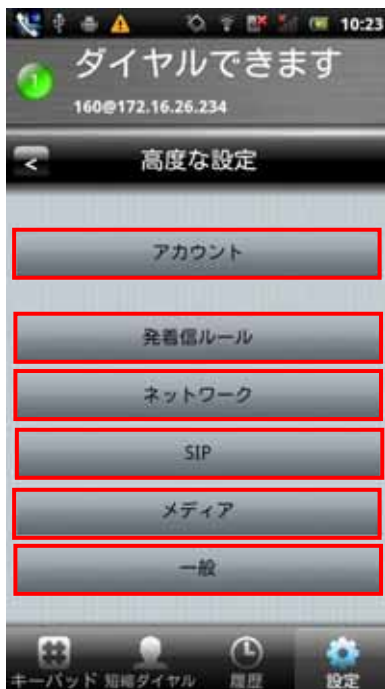 10:23
1
ダイヤルできます
160@172.16.26.234
<
高度な設定
アカウント
発着信ルール
ネットワーク
SIP
メディア
一般
キーパッド 短縮ダイヤル 履歴 設定